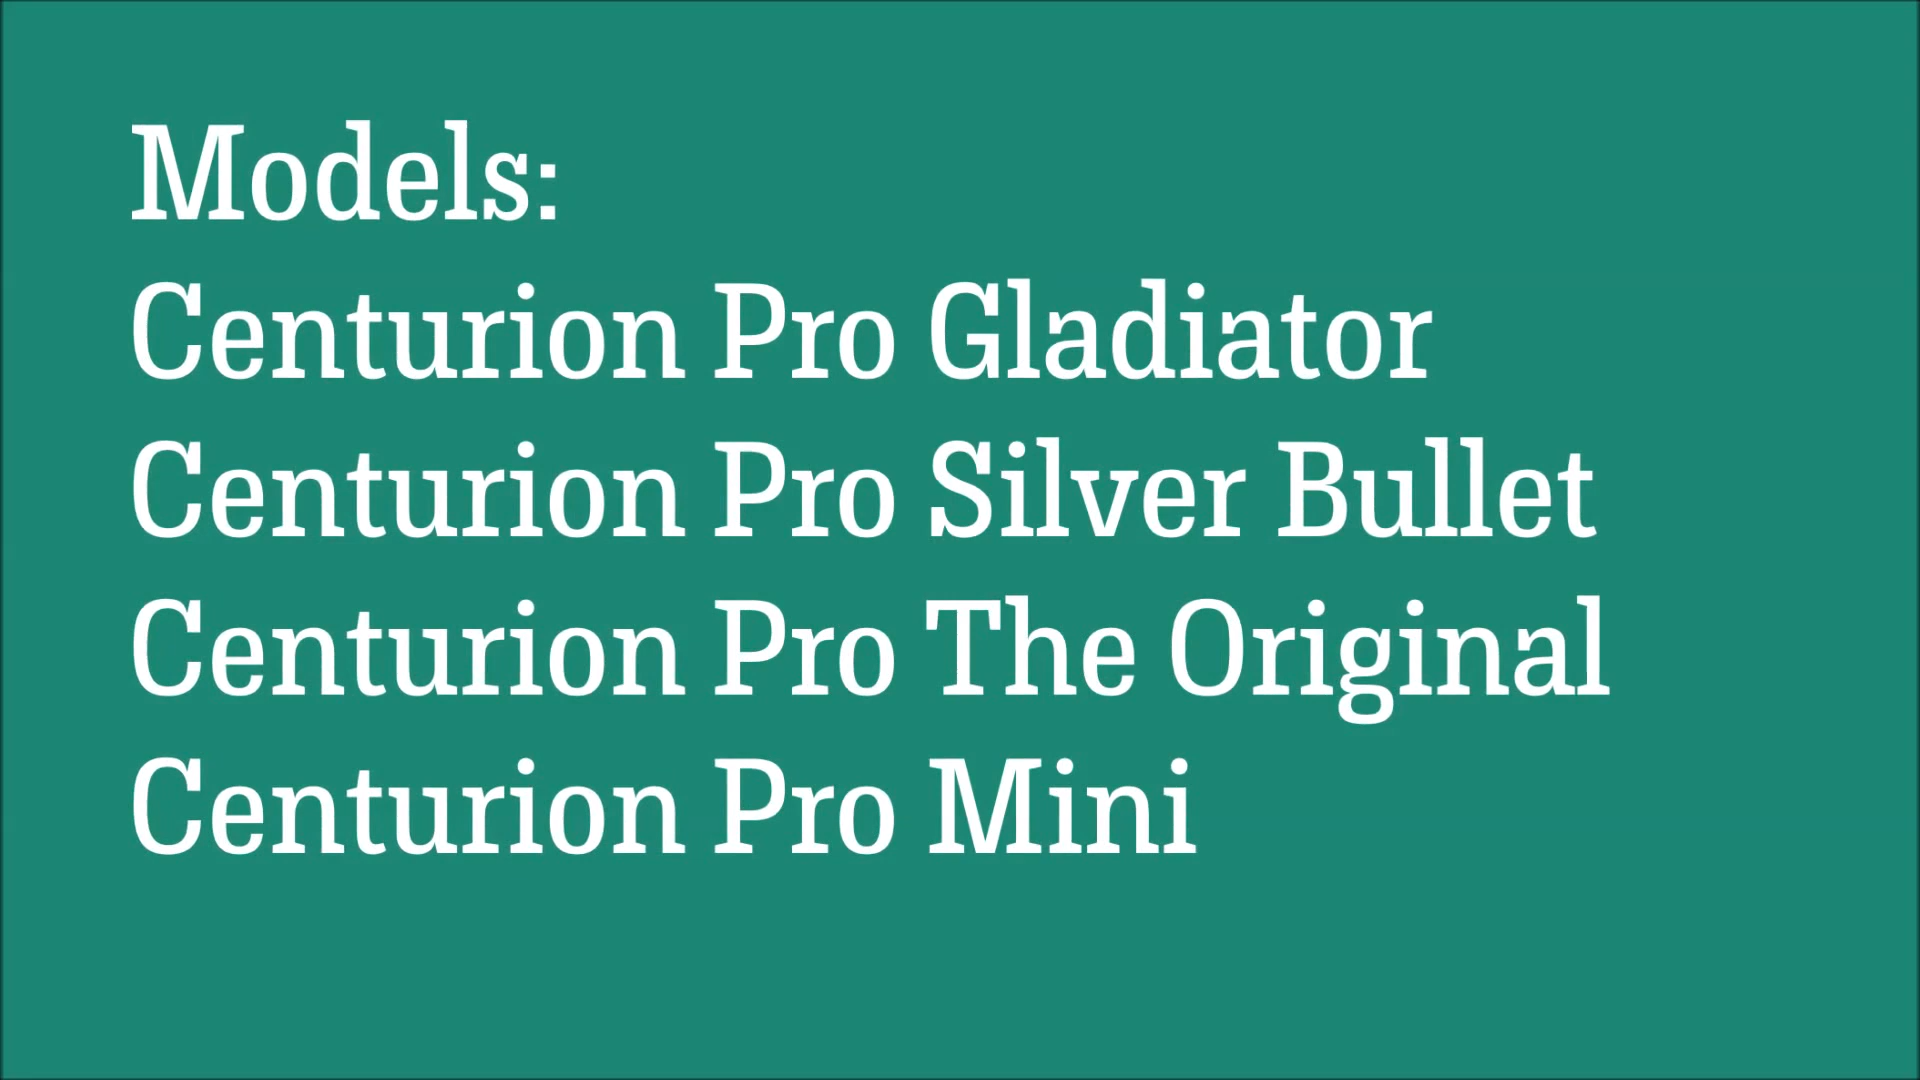 Models:
Centurion Pro Gladiator
Centurion Pro Silver Bullet
Centurion Pro The Original
Centurion Pro Mini